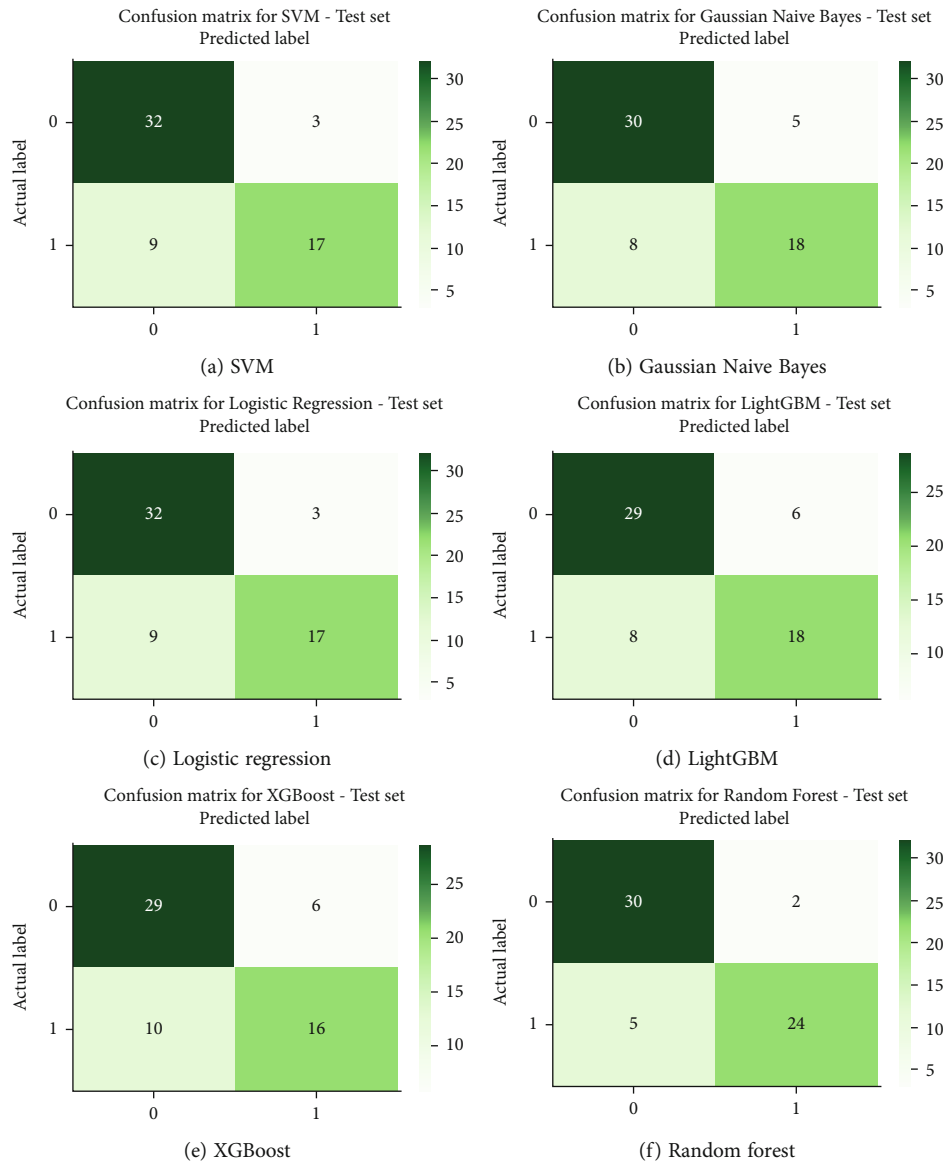 Confusion matrix for SVM - Test set
Predicted label
Actual label
0
1
32 3
9 17
0 1
30
25
20
15
10
5
(a) SVM
Confusion matrix for Gaussian Naive Bayes - Test set
Predicted label
Actual label
0
1
30 5
8 18
0 1
30
25
20
15
10
5
(b) Gaussian Naive Bayes
Confusion matrix for Logistic Regression - Test set
Predicted label
Actual label
0
1
32 3
9 17
0 1
30
25
20
15
10
5
(c) Logistic regression
Confusion matrix for LightGBM - Test set
Predicted label
Actual label
0
1
29 6
8 18
0 1
25
20
15
10
(d) LightGBM
Confusion matrix for XGBoost - Test set
Predicted label
Actual label
0
1
29 6
10 16
0 1
25
20
15
10
(e) XGBoost
Confusion matrix for Random Forest - Test set
Predicted label
Actual label
0
1
30 2
5 24
0 1
30
25
20
15
10
5
(f) Random forest